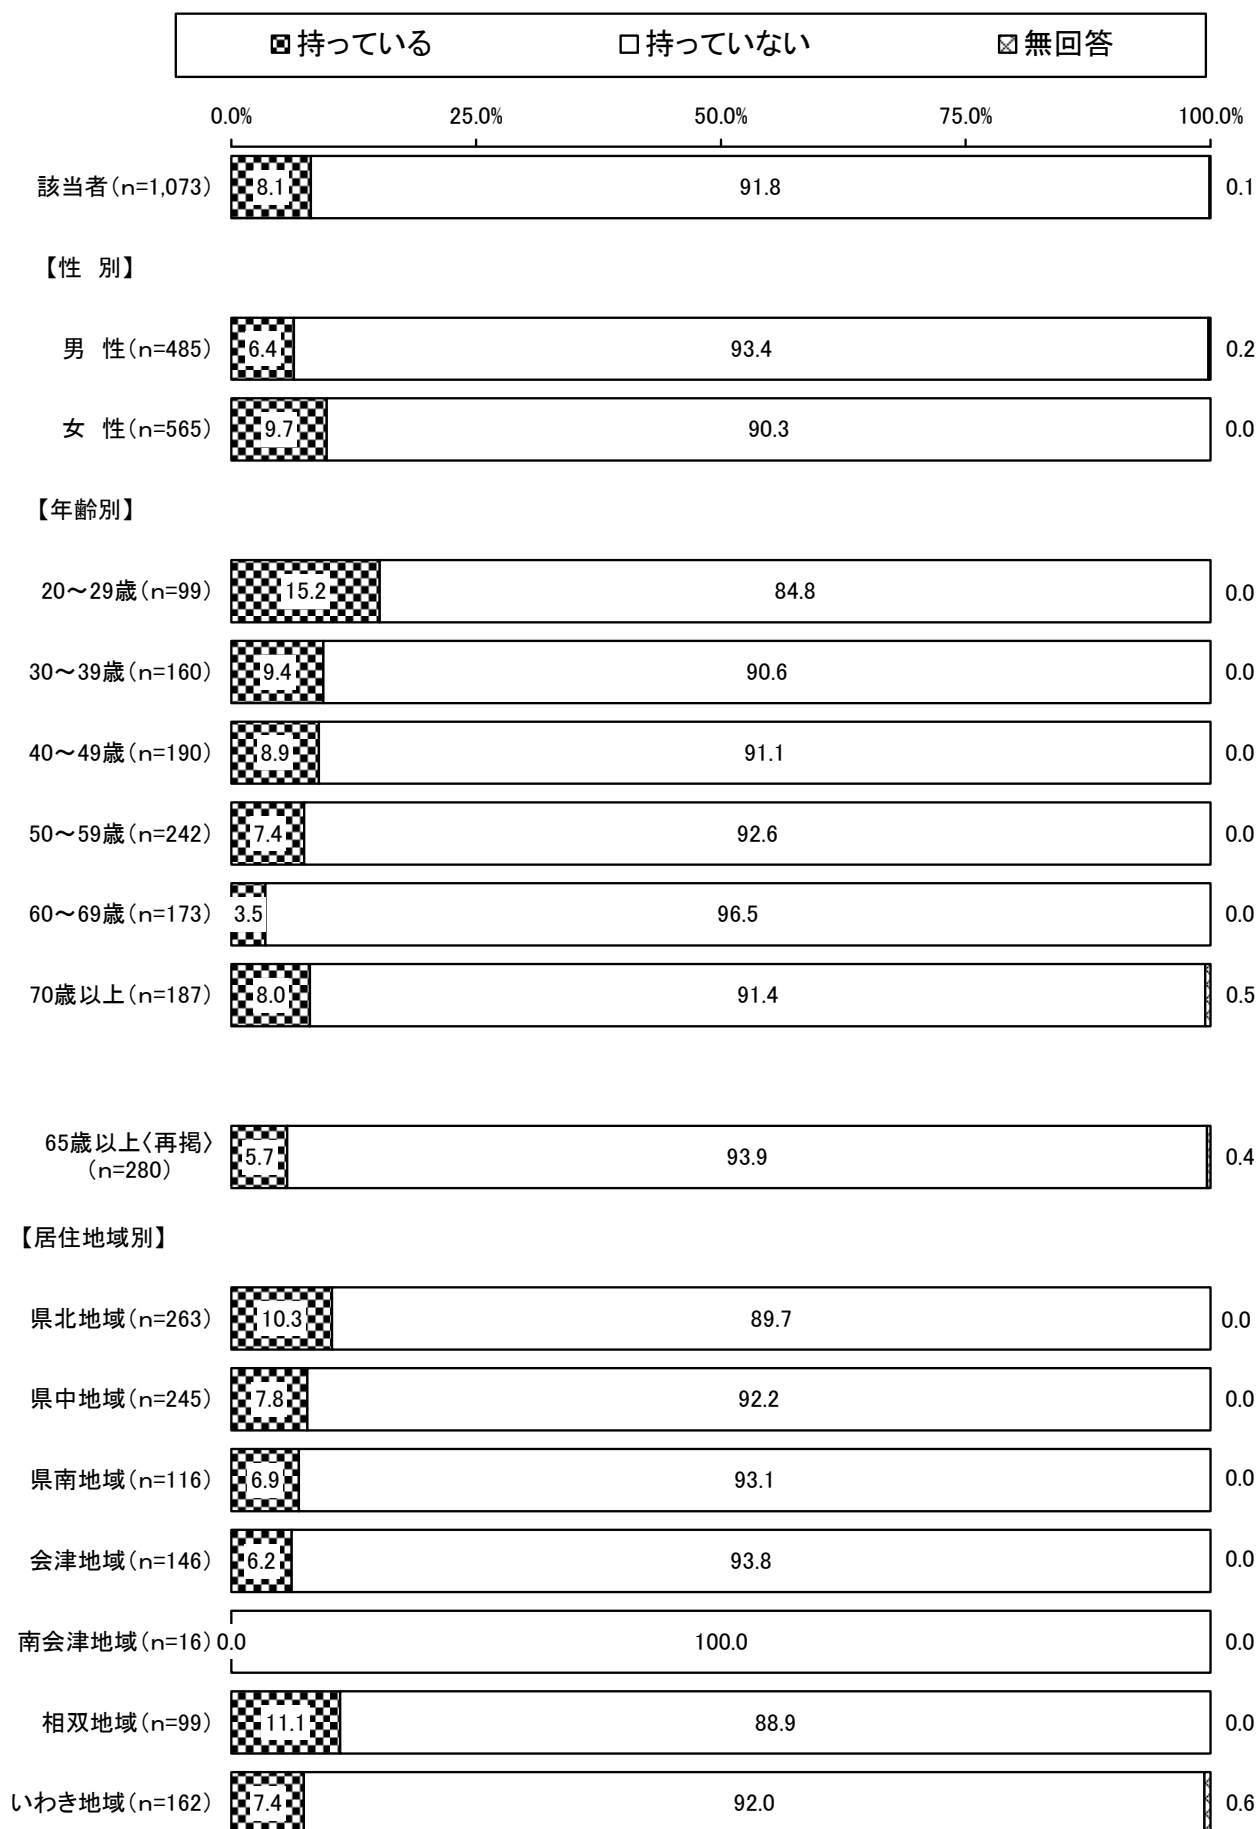 持っている 持っていない 無回答
0.0% 25.0% 50.0% 75.0% 100.0%
該当者(n=1,073) 8.1 91.8 0.1
【性 別】
男 性(n=485) 6.4 93.4 0.2
女 性(n=565) 9.7 90.3 0.0
【年齢別】
20～29歳(n=99) 15.2 84.8 0.0
30～39歳(n=160) 9.4 90.6 0.0
40～49歳(n=190) 8.9 91.1 0.0
50～59歳(n=242) 7.4 92.6 0.0
60～69歳(n=173) 3.5 96.5 0.0
70歳以上(n=187) 8.0 91.4 0.5
65歳以上〈再掲〉
(n=280) 5.7 93.9 0.4
【居住地域別】
県北地域(n=263) 10.3 89.7 0.0
県中地域(n=245) 7.8 92.2 0.0
県南地域(n=116) 6.9 93.1 0.0
会津地域(n=146) 6.2 93.8 0.0
南会津地域(n=16) 0.0 100.0 0.0
相双地域(n=99) 11.1 88.9 0.0
いわき地域(n=162) 7.4 92.0 0.6